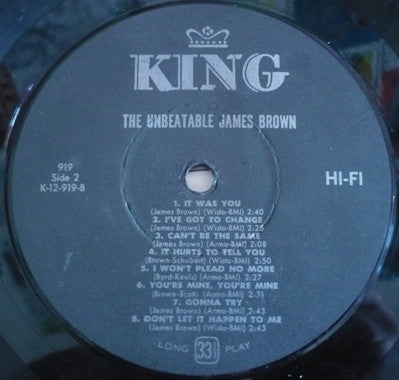 KING
THE UNBEATABLE JAMES BROWN
919
Side 2
K-12-919-8
HI-FI
1. IT WAS YOU
(James Brown) (Wisto-BMI) 2:40
2. I'VE GOT TO CHANGE
(James Brown) (Wisto-BMI) 2:25
3. CAN'T BE THE SAME
(James Brown) (Armo-BMI) 2:08
4. IT HURTS TO TELL YOU
(Brown-Schubert) (Wisto-BMI) 2:50
5. I WON'T PLEAD NO MORE
(Byrd-Keels) (Armo-BMI) 2:27
6. YOU'RE MINE, YOU'RE MINE
(Brown-Scott) (Armo-BMI) 2:31
7. GONNA TRY
(James Brown) (Wisto-BMI) 2:43
8. DON'T LET IT HAPPEN TO ME
(James Brown) (Wisto-BMI) 2:43
LONG 33⅓ PLAY